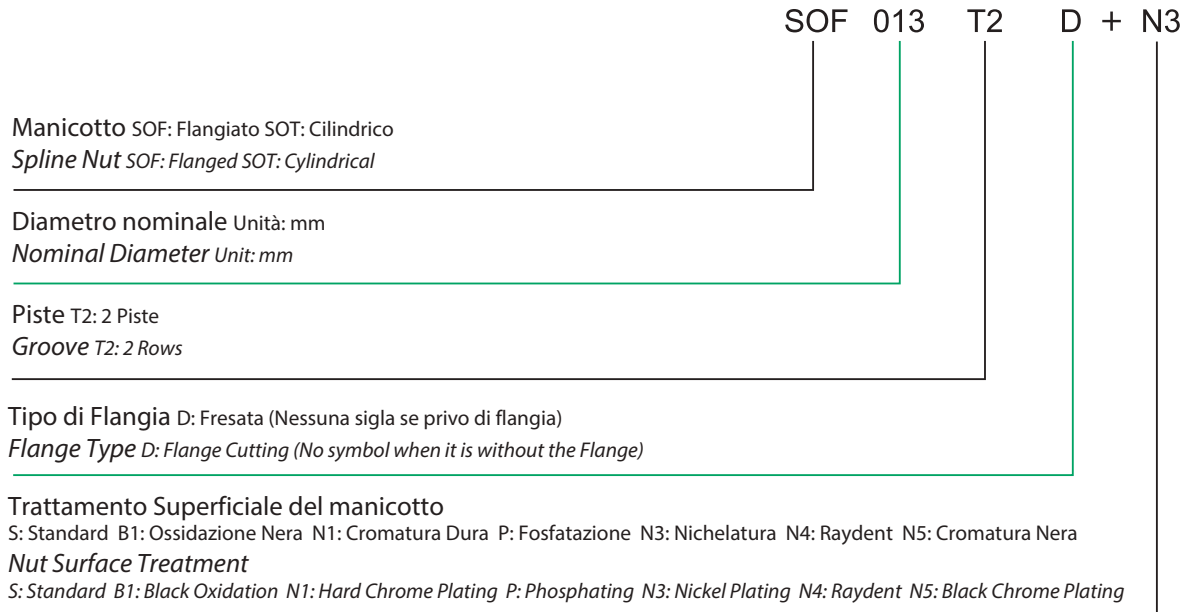 SOF 013 T2 D + N3
Manicotto SOF: Flangiato SOT: Cilindrico
Spline Nut SOF: Flanged SOT: Cylindrical
Diametro nominale Unità: mm
Nominal Diameter Unit: mm
Piste T2: 2 Piste
Groove T2: 2 Rows
Tipo di Flangia D: Fresata (Nessuna sigla se privo di flangia)
Flange Type D: Flange Cutting (No symbol when it is without the Flange)
Trattamento Superficiale del manicotto
S: Standard B1: Ossidazione Nera N1: Cromatura Dura P: Fosfatazione N3: Nichelatura N4: Raydent N5: Cromatura Nera
Nut Surface Treatment
S: Standard B1: Black Oxidation N1: Hard Chrome Plating P: Phosphating N3: Nickel Plating N4: Raydent N5: Black Chrome Plating